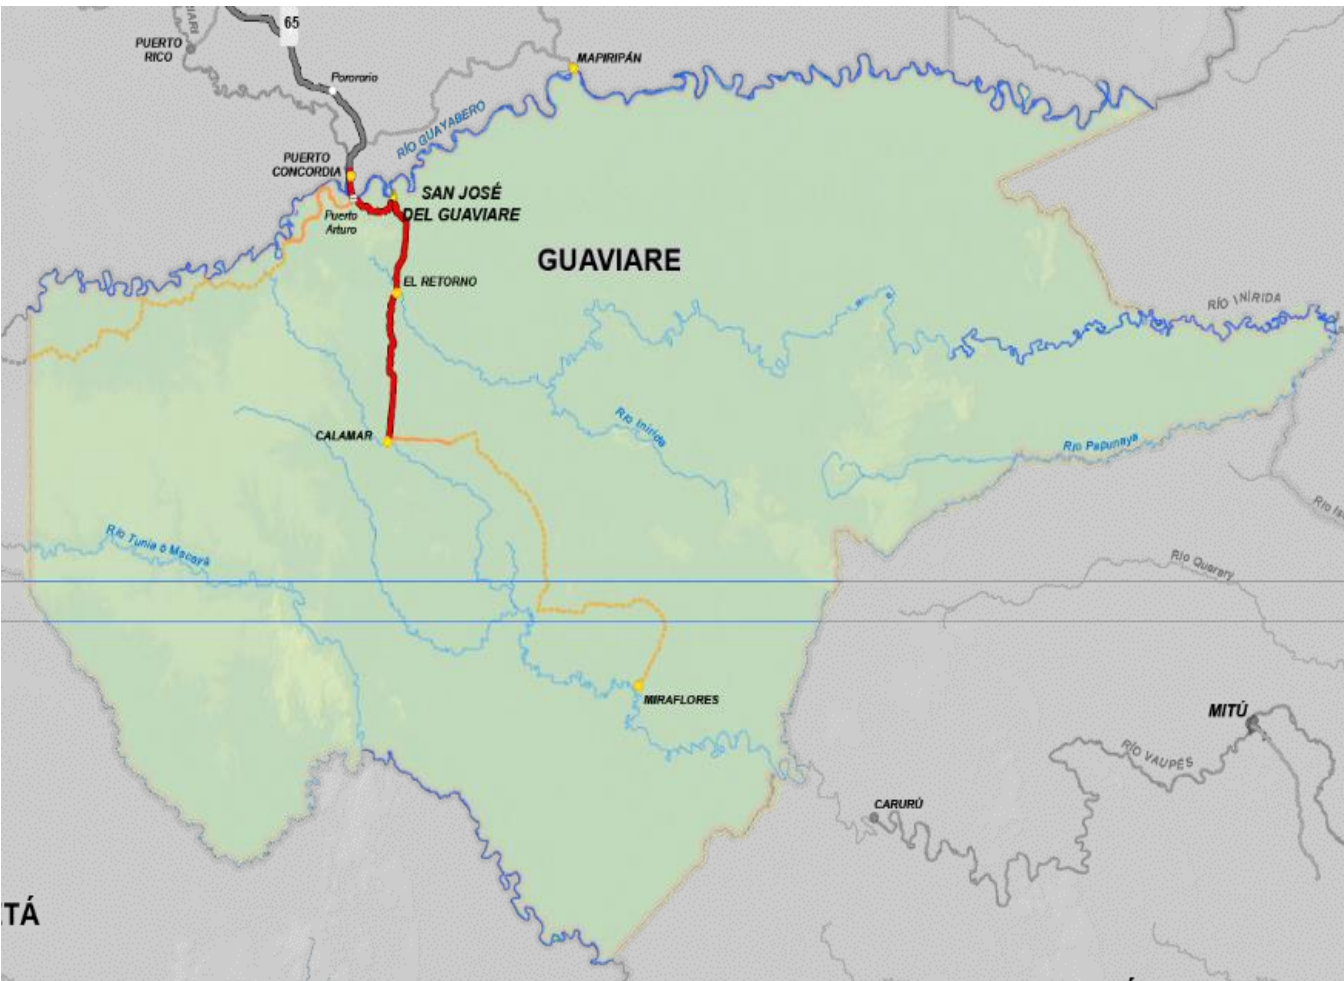 65
PUERTO
RICO
Pororario
MAPIRIPÁN
RÍO GUAYABERO
PUERTO
CONCORDIA
SAN JOSÉ
DEL GUAVIARE
Puerto
Arturo
GUAVIARE
EL RETORNO
RÍO INÍRIDA
Río Inírida
CALAMAR
Río Papunaya
Río Tunia o Macayá
Río Querary
MIRAFLORES
MITÚ
RÍO VAUPÉS
CARURÚ
TÁ